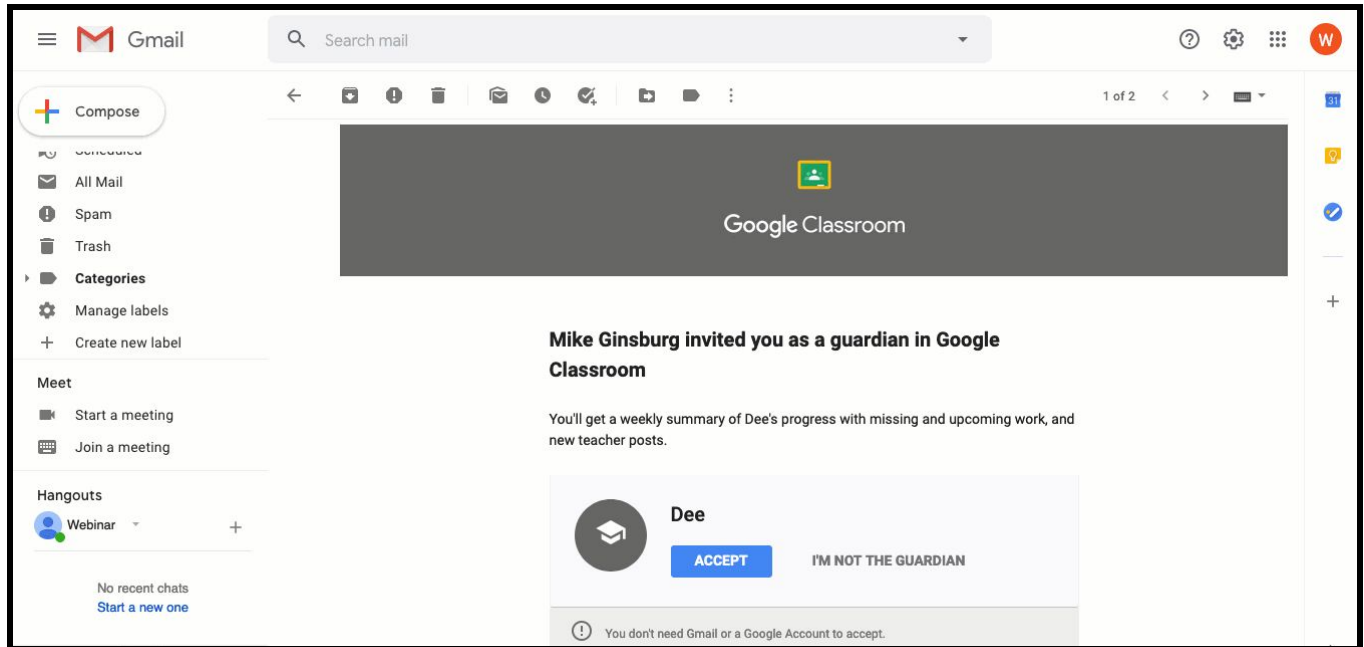 Gmail
Search mail
W
Compose
1 of 2
31
Scheduled
All Mail
Spam
Trash
Categories
Manage labels
Create new label
Meet
Start a meeting
Join a meeting
Hangouts
Webinar
No recent chats
Start a new one
Google Classroom
Mike Ginsburg invited you as a guardian in Google
Classroom
You'll get a weekly summary of Dee's progress with missing and upcoming work, and
new teacher posts.
Dee
ACCEPT I'M NOT THE GUARDIAN
You don't need Gmail or a Google Account to accept.